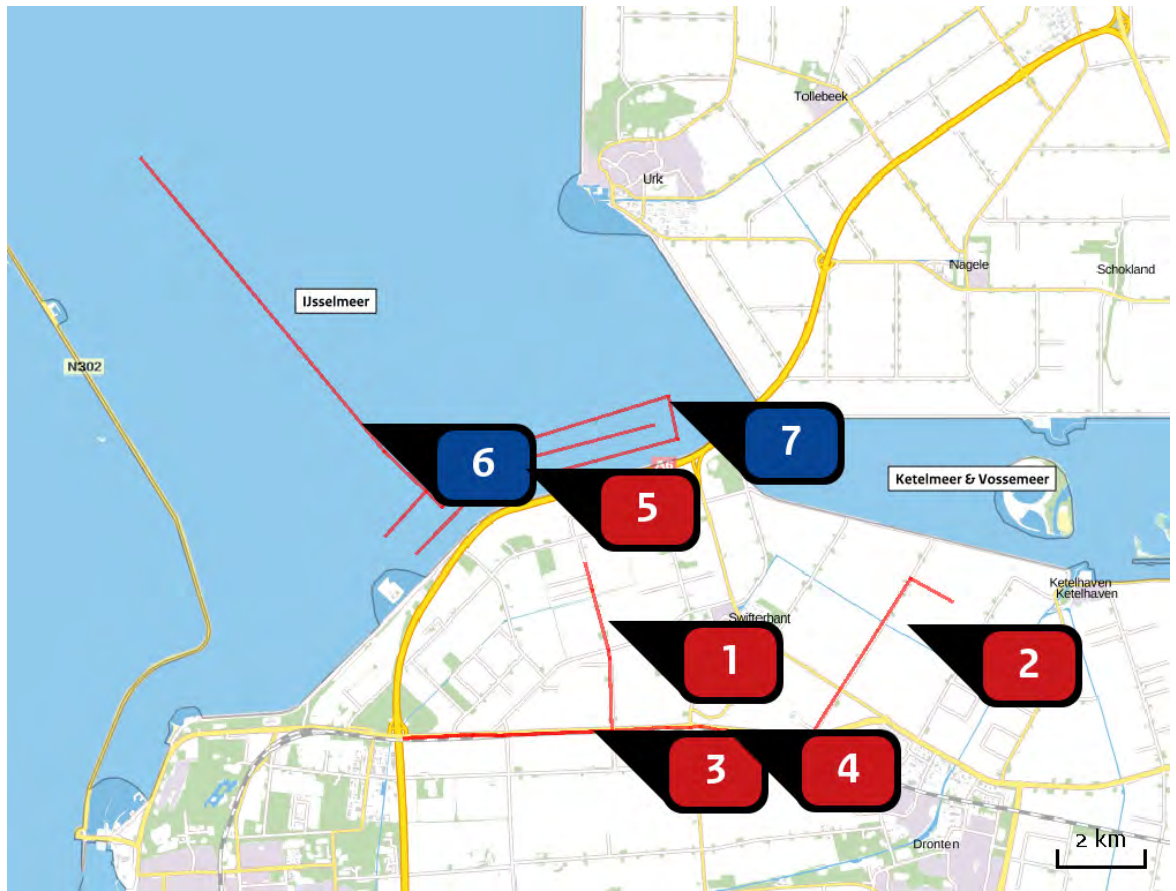 Tollebeek
Urk
Nagele
Schokland
IJsselmeer
N302
7
6
A6
Ketelmeer & Vossemeer
5
Ketelhaven
Ketelhaven
Swifterbant
1
2
3
4
2 km
Dronten